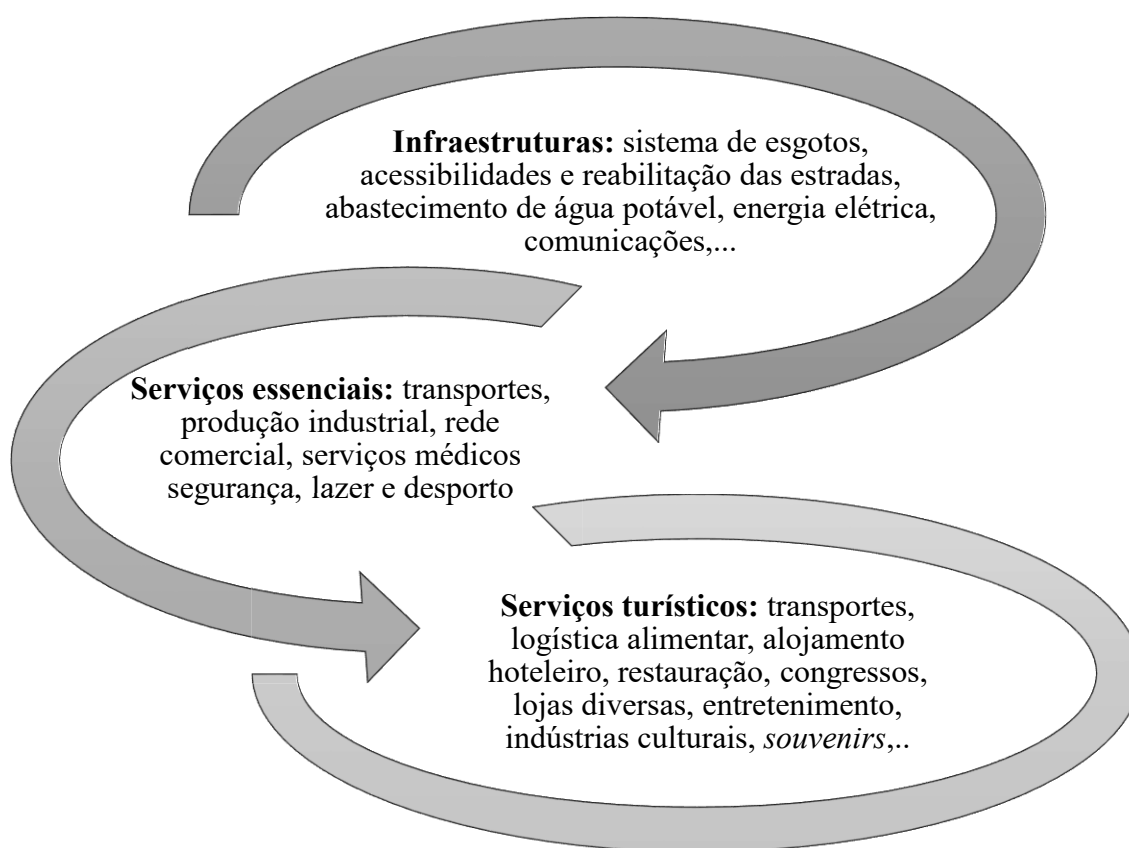 Infraestruturas: sistema de esgotos,
acessibilidades e reabilitação das estradas,
abastecimento de água potável, energia elétrica,
comunicações,...
Serviços essenciais: transportes,
produção industrial, rede
comercial, serviços médicos
segurança, lazer e desporto
Serviços turísticos: transportes,
logística alimentar, alojamento
hoteleiro, restauração, congressos,
lojas diversas, entretenimento,
indústrias culturais, souvenirs,..